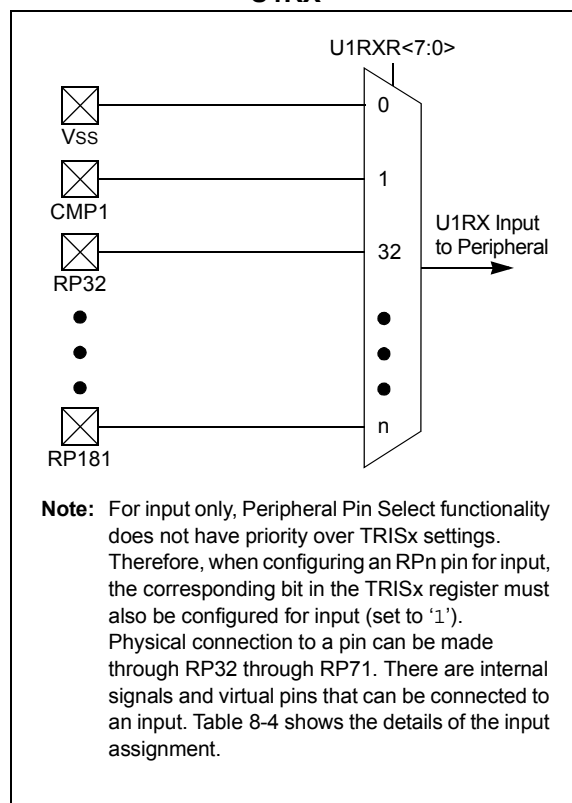 U1RX
U1RXR<7:0>
Vss
0
CMP1
1
RP32
32
U1RX Input
to Peripheral
RP181
n
Note: For input only, Peripheral Pin Select functionality
does not have priority over TRISx settings.
Therefore, when configuring an RPn pin for input,
the corresponding bit in the TRISx register must
also be configured for input (set to ‘1’).
Physical connection to a pin can be made
through RP32 through RP71. There are internal
signals and virtual pins that can be connected to
an input. Table 8-4 shows the details of the input
assignment.